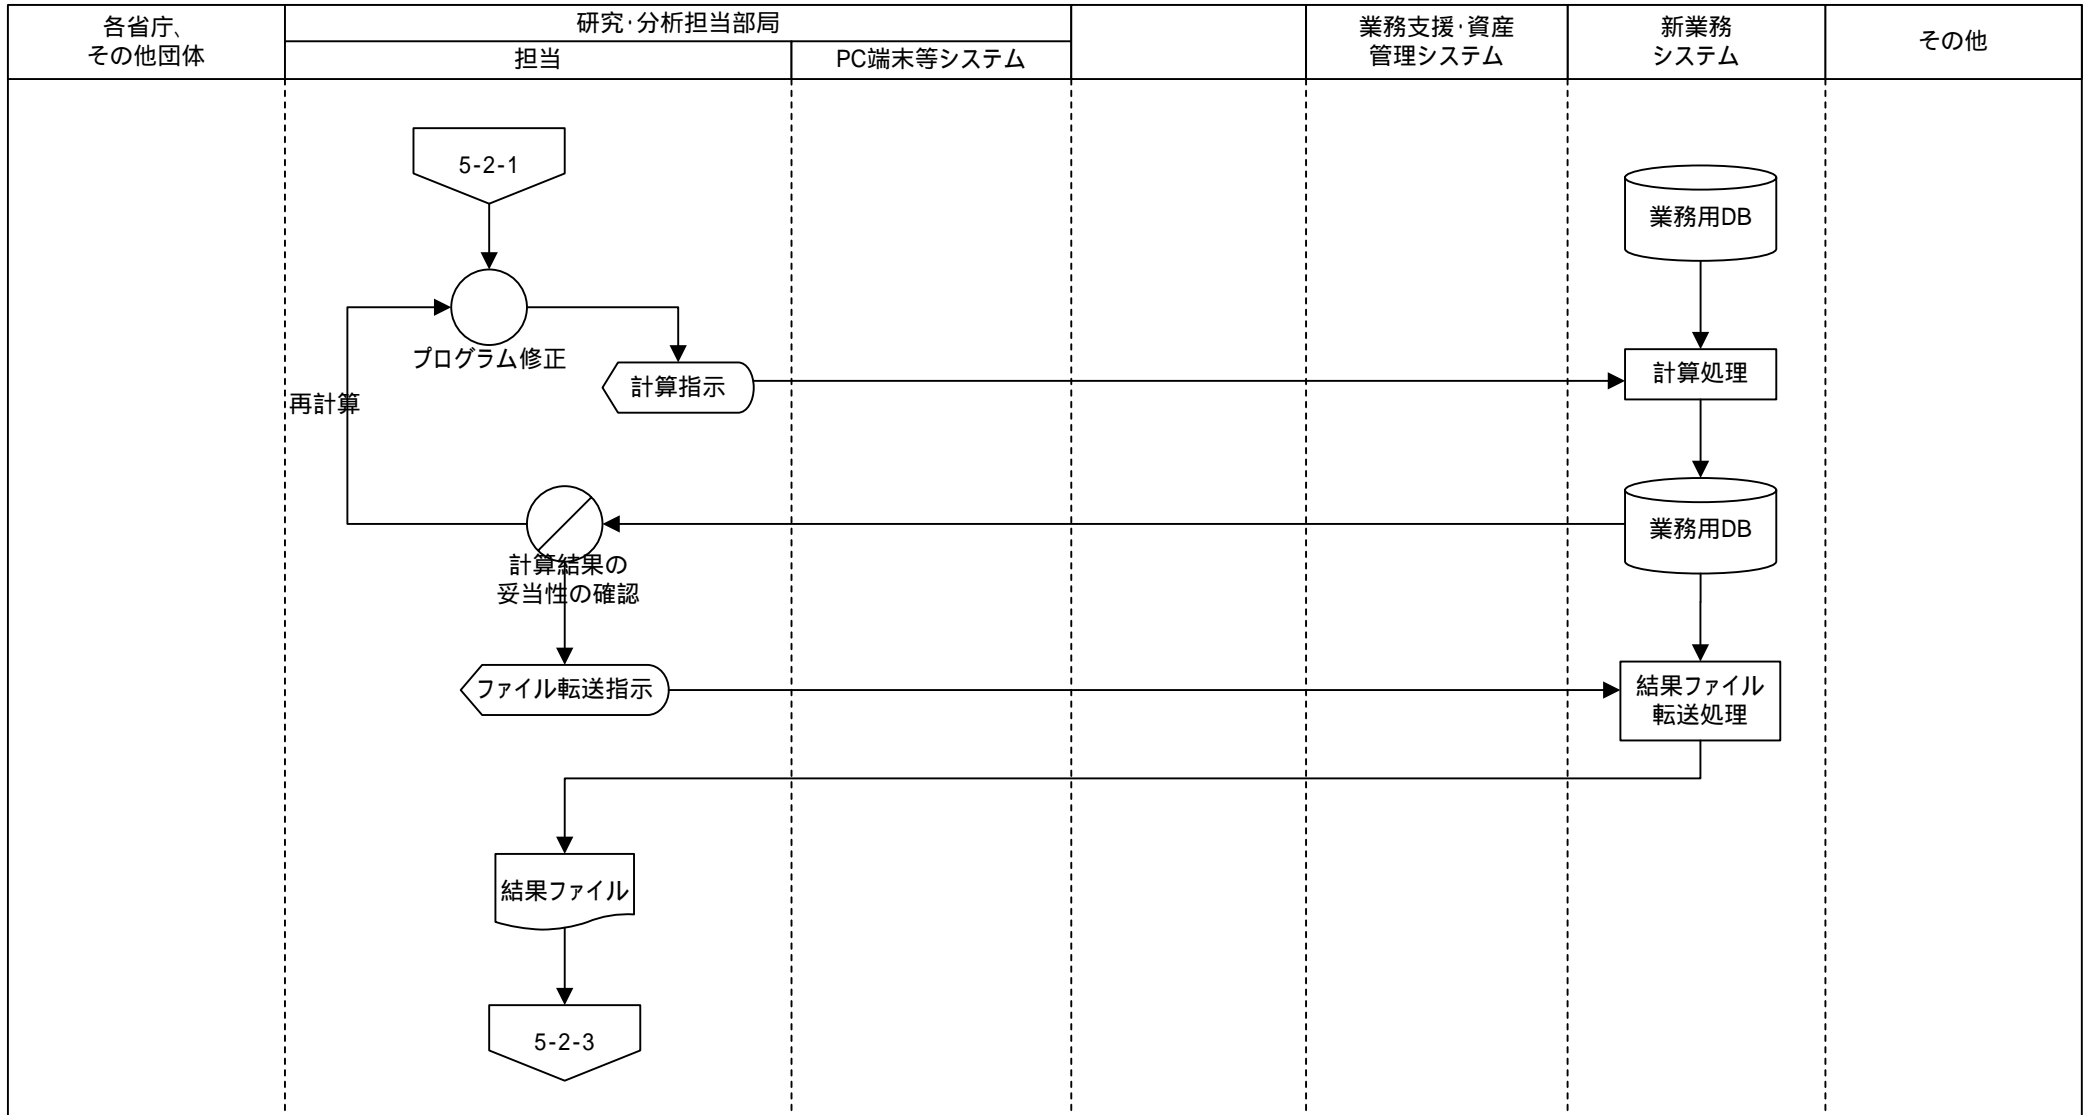 各省庁、
その他団体
研究・分析担当部局
担当
PC端末等システム
業務支援・資産
管理システム
新業務
システム
その他
5-2-1
業務用DB
プログラム修正
計算指示
計算処理
再計算
業務用DB
計算結果の
妥当性の確認
ファイル転送指示
結果ファイル
転送処理
結果ファイル
5-2-3